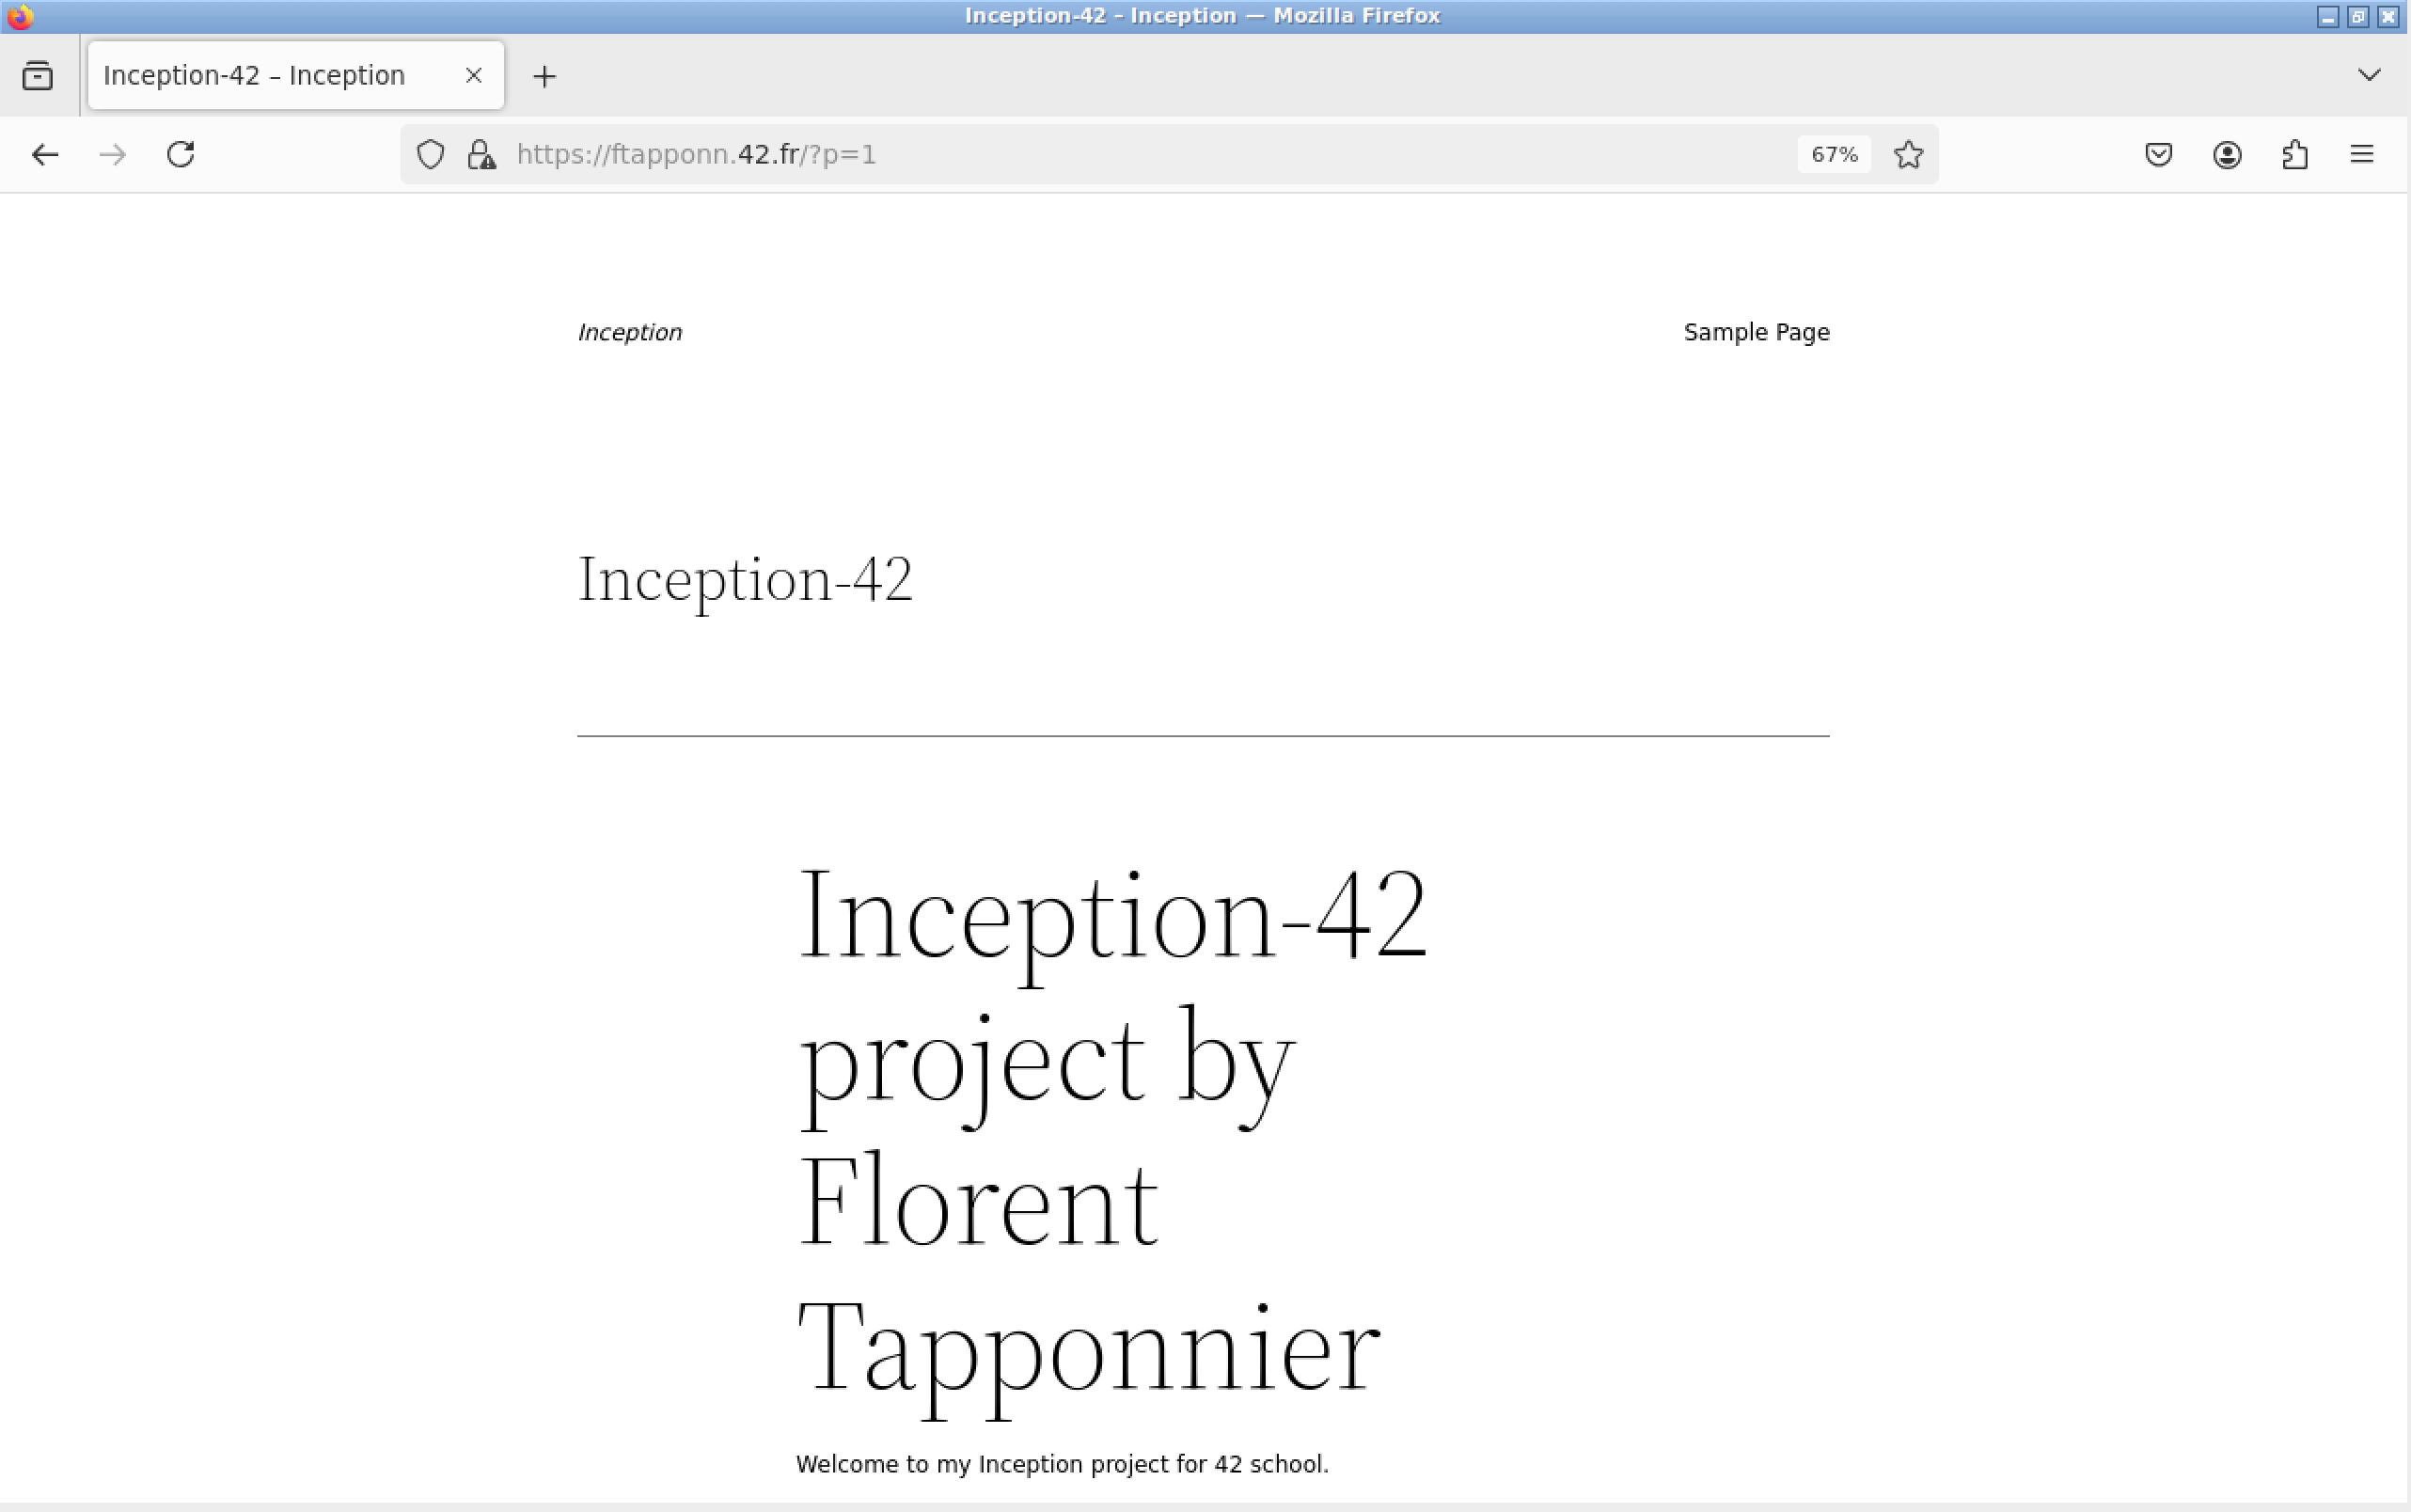 Inception-42 – Inception — Mozilla Firefox
Inception-42 – Inception
https://ftapponn.42.fr/?p=1
67%
Inception
Sample Page
Inception-42
Inception-42
project by
Florent
Tapponnier
Welcome to my Inception project for 42 school.